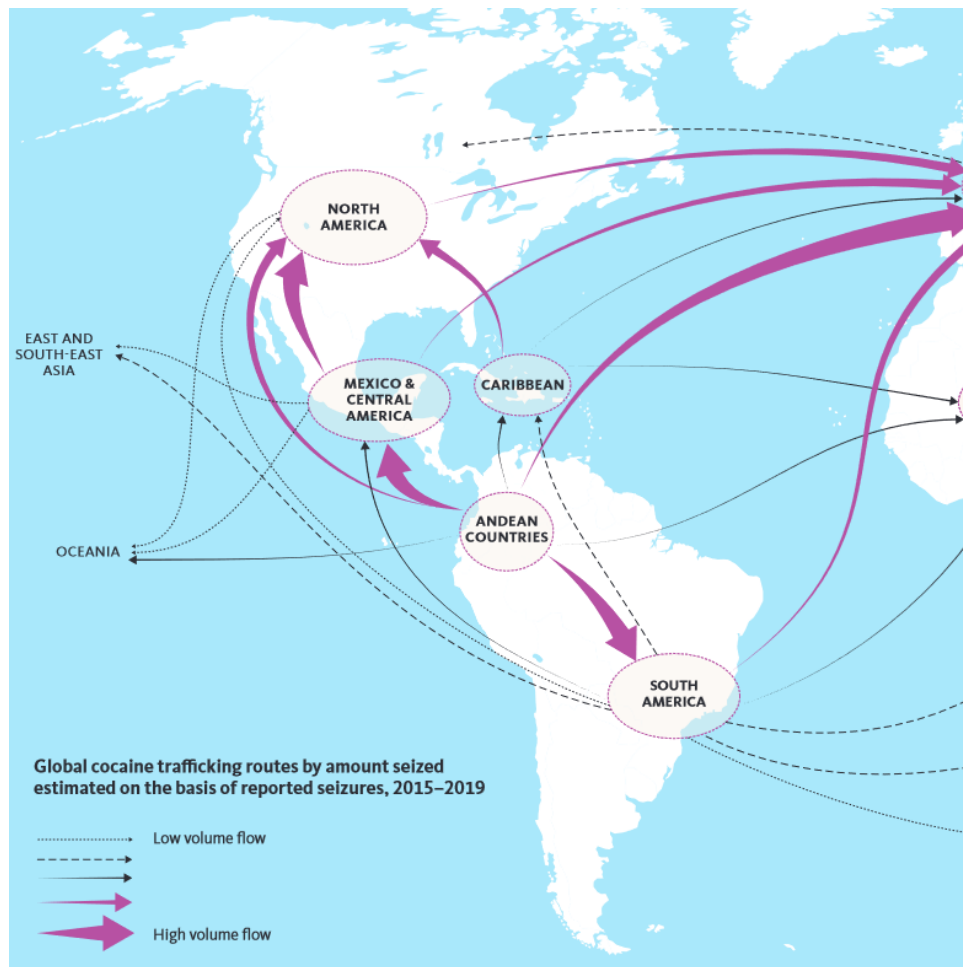 NORTH
AMERICA
EAST AND
SOUTH-EAST
ASIA
MEXICO &
CENTRAL
AMERICA
CARIBBEAN
ANDEAN
COUNTRIES
OCEANIA
SOUTH
AMERICA
Global cocaine trafficking routes by amount seized
estimated on the basis of reported seizures, 2015–2019
Low volume flow
High volume flow